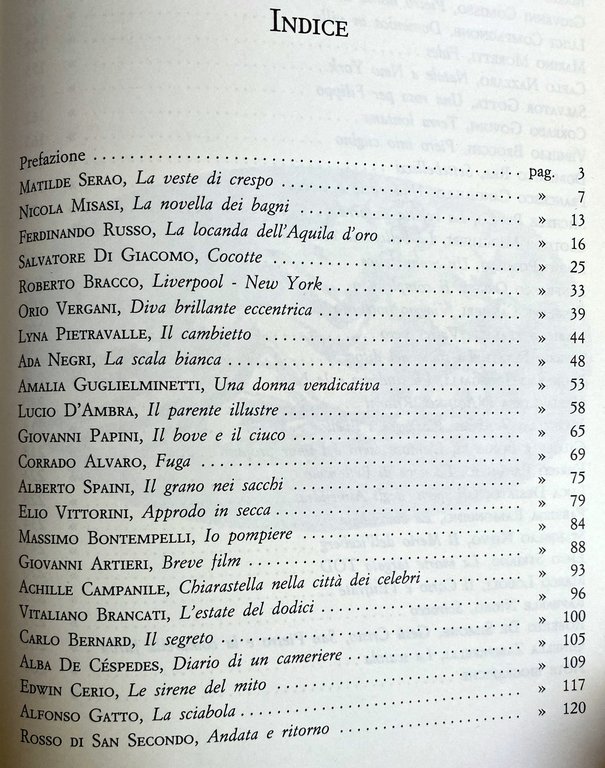 INDICE
Prefazione . . . . . . . . . . pag. 3
MATILDE SERAO, La veste di crespo . . . . . . . . . . » 7
NICOLA MISASI, La novella dei bagni . . . . . . . . . . » 13
FERDINANDO RUSSO, La locanda dell'Aquila d'oro . . . . . . . . . . » 16
SALVATORE DI GIACOMO, Cocotte . . . . . . . . . . » 25
ROBERTO BRACCO, Liverpool - New York . . . . . . . . . . » 33
ORIO VERGANI, Diva brillante eccentrica . . . . . . . . . . » 39
LYNA PIETRAVALLE, Il cambietto . . . . . . . . . . » 44
ADA NEGRI, La scala bianca . . . . . . . . . . » 48
AMALIA GUGLIELMINETTI, Una donna vendicativa . . . . . . . . . . » 53
LUCIO D'AMBRA, Il parente illustre . . . . . . . . . . » 58
GIOVANNI PAPINI, Il bove e il ciuco . . . . . . . . . . » 65
CORRADO ALVARO, Fuga . . . . . . . . . . » 69
ALBERTO SPAINI, Il grano nei sacchi . . . . . . . . . . » 75
ELIO VITTORINI, Approdo in secca . . . . . . . . . . » 79
MASSIMO BONTEMPELLI, Io pompiere . . . . . . . . . . » 84
GIOVANNI ARTIERI, Breve film . . . . . . . . . . » 88
ACHILLE CAMPANILE, Chiarastella nella città dei celebri . . . . . . . . . . » 93
VITALIANO BRANCATI, L'estate del dodici . . . . . . . . . . » 96
CARLO BERNARD, Il segreto . . . . . . . . . . » 100
ALBA DE CÉSPEDES, Diario di un cameriere . . . . . . . . . . » 105
EDWIN CERIO, Le sirene del mito . . . . . . . . . . » 109
ALFONSO GATTO, La sciabola . . . . . . . . . . » 117
ROSSO DI SAN SECONDO, Andata e ritorno . . . . . . . . . . » 120